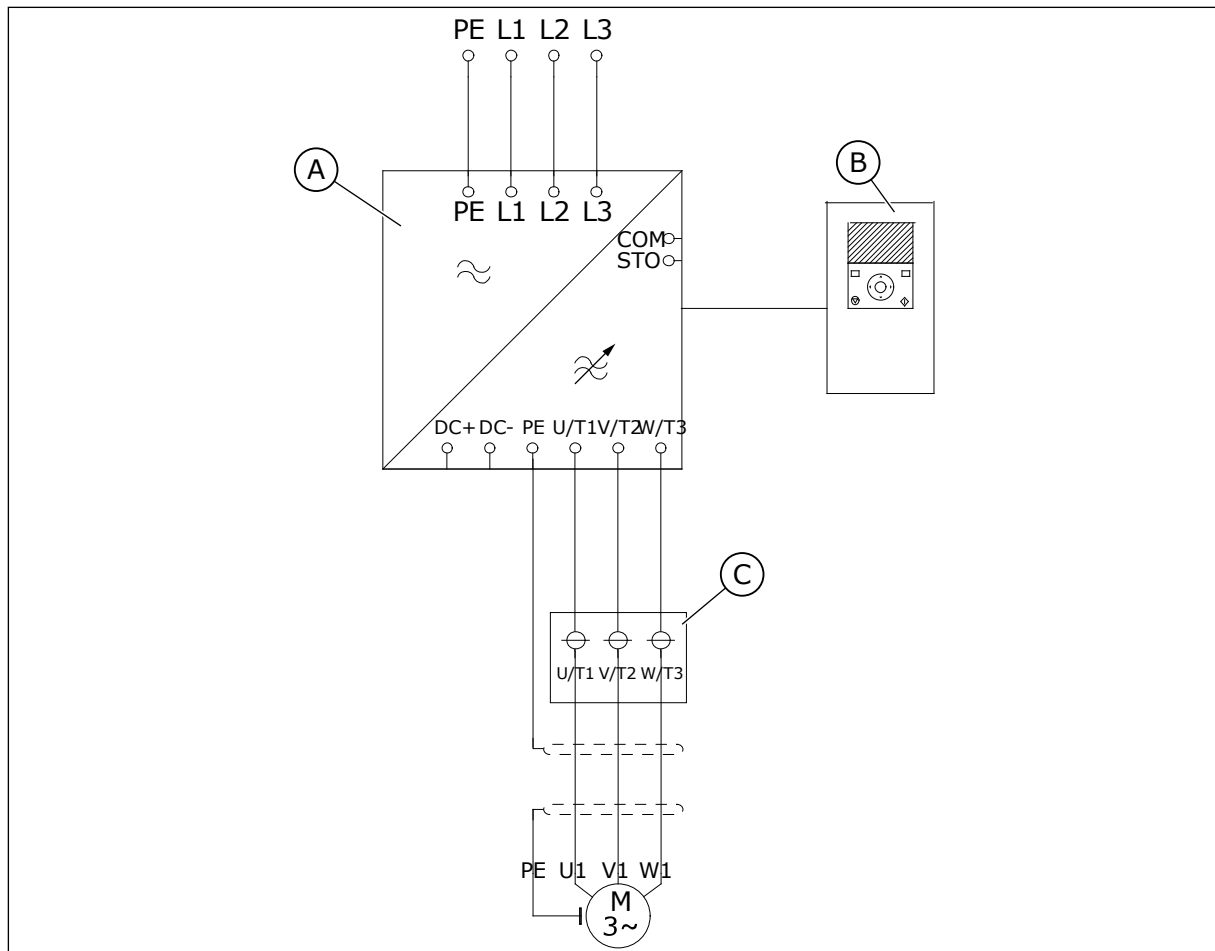 PE L1 L2 L3
A
B
PE L1 L2 L3
COM
STO
DC+ DC- PE U/T1 V/T2 W/T3
C
U/T1 V/T2 W/T3
PE U1 V1 W1
M
3~